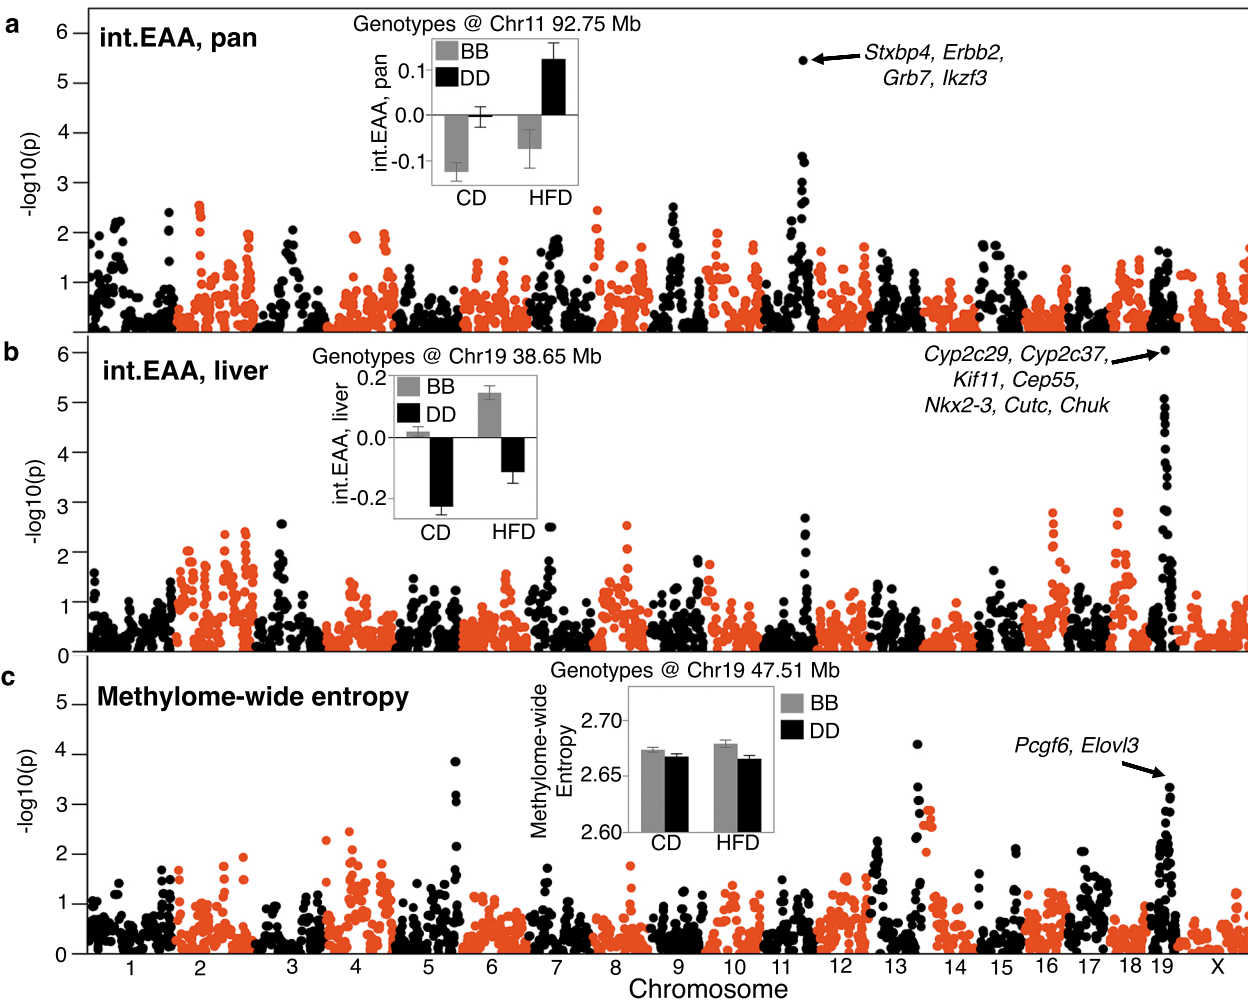 a
int.EAA, pan
Genotypes @ Chr11 92.75 Mb
BB
DD
int.EAA, pan
0.1
0.0
-0.1
CD HFD
Stxbp4, Erbb2,
Grb7, Ikzf3
-log10(p)
6
5
4
3
2
1
b
int.EAA, liver
Genotypes @ Chr19 38.65 Mb
BB
DD
int.EAA, liver
0.2
0.0
-0.2
CD HFD
Cyp2c29, Cyp2c37,
Kif11, Cep55,
Nkx2-3, Cutc, Chuk
-log10(p)
6
5
4
3
2
1
0
c
Methylome-wide entropy
Genotypes @ Chr19 47.51 Mb
BB
DD
Methylome-wide
Entropy
2.70
2.65
2.60
CD HFD
Pcgf6, Elovl3
-log10(p)
5
4
3
2
1
0
1 2 3 4 5 6 7 8 9 10 11 12 13 14 15 16 17 18 19 X
Chromosome